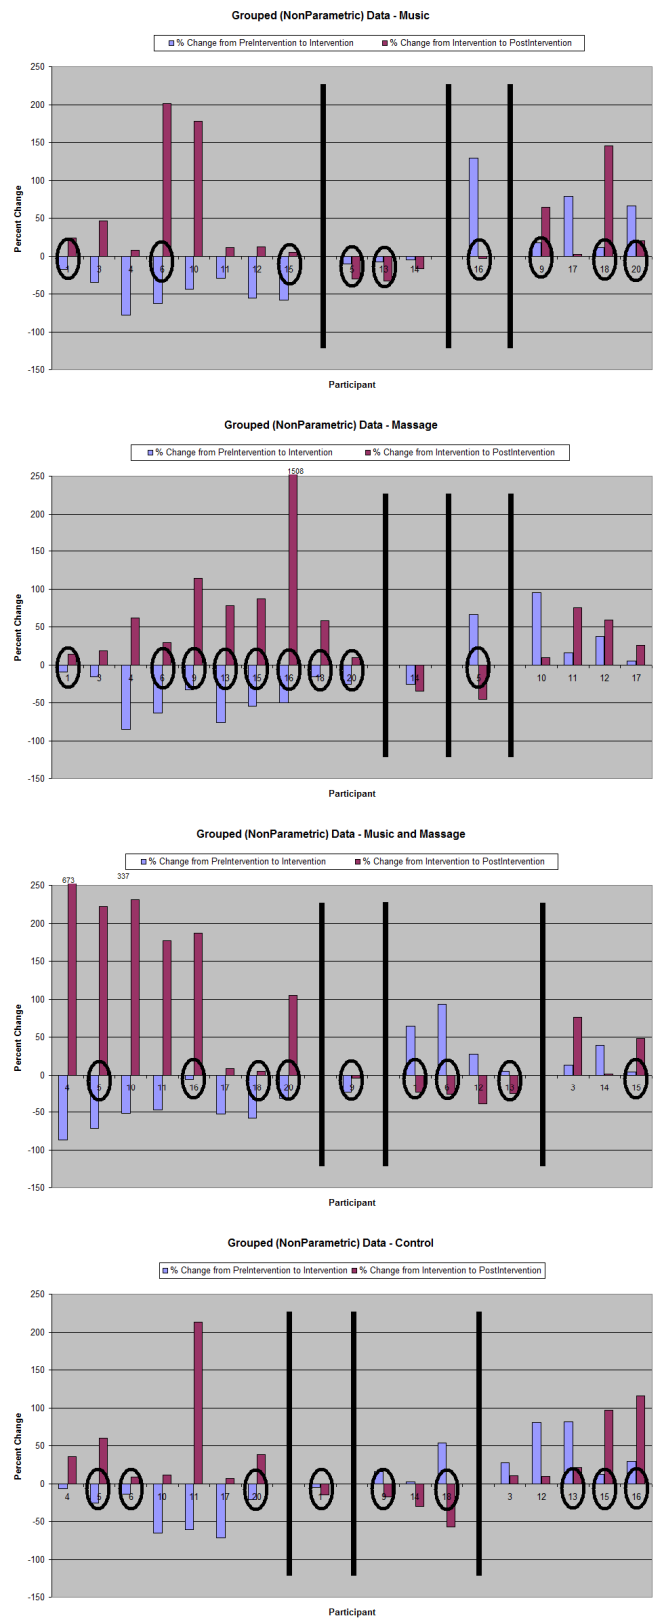 Grouped (NonParametric) Data - Music
% Change from PreIntervention to Intervention % Change from Intervention to PostIntervention
250
200
150
100
50
0
-50
-100
-150
Percent Change
1 3 4 6 10 11 12 15 5 13 14 16 9 17 18 20
Participant
Grouped (NonParametric) Data - Massage
% Change from PreIntervention to Intervention % Change from Intervention to PostIntervention
1508
250
200
150
100
50
0
-50
-100
-150
Percent Change
1 3 4 6 9 13 15 16 18 20 14 5 10 11 12 17
Participant
Grouped (NonParametric) Data - Music and Massage
% Change from PreIntervention to Intervention % Change from Intervention to PostIntervention
673 337
250
200
150
100
50
0
-50
-100
-150
Percent Change
4 5 10 11 16 17 18 20 9 1 6 12 13 3 14 15
Participant
Grouped (NonParametric) Data - Control
% Change from PreIntervention to Intervention % Change from Intervention to PostIntervention
250
200
150
100
50
0
-50
-100
-150
Percent Change
4 5 6 10 11 17 20 1 9 14 18 3 12 13 15 16
Participant